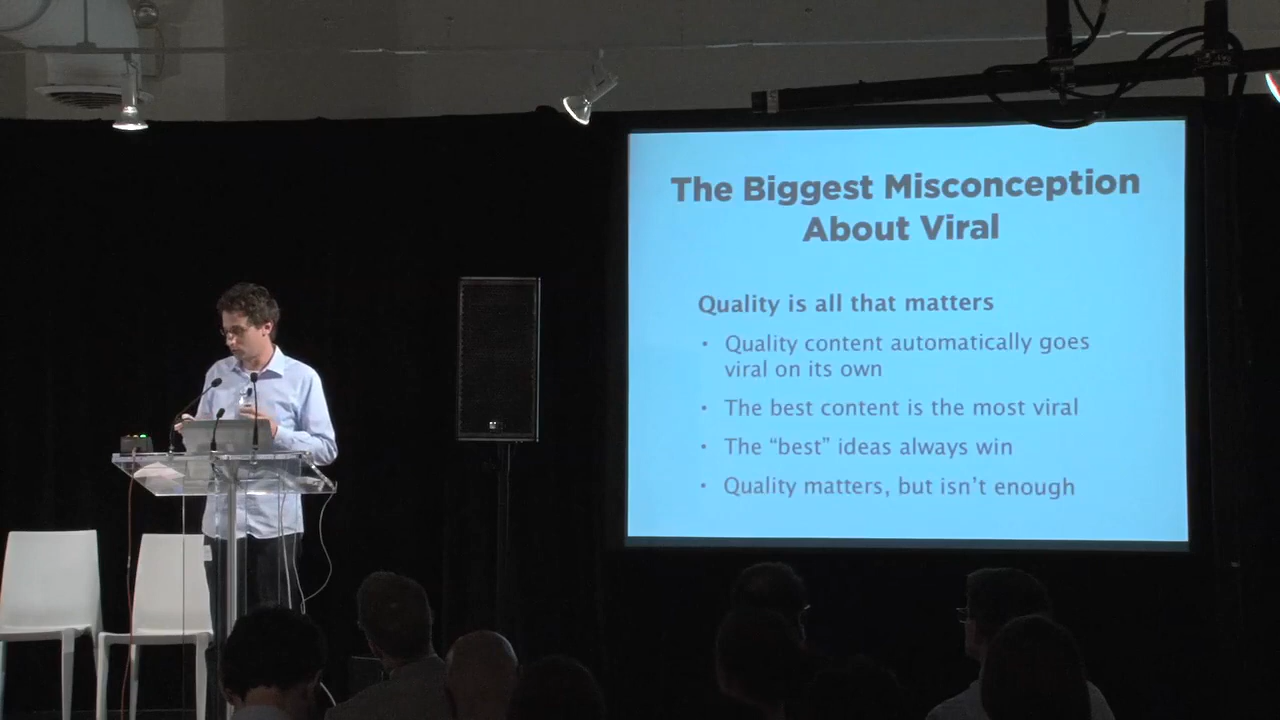 The Biggest Misconception
About Viral
Quality is all that matters
• Quality content automatically goes
viral on its own
• The best content is the most viral
• The “best” ideas always win
• Quality matters, but isn’t enough